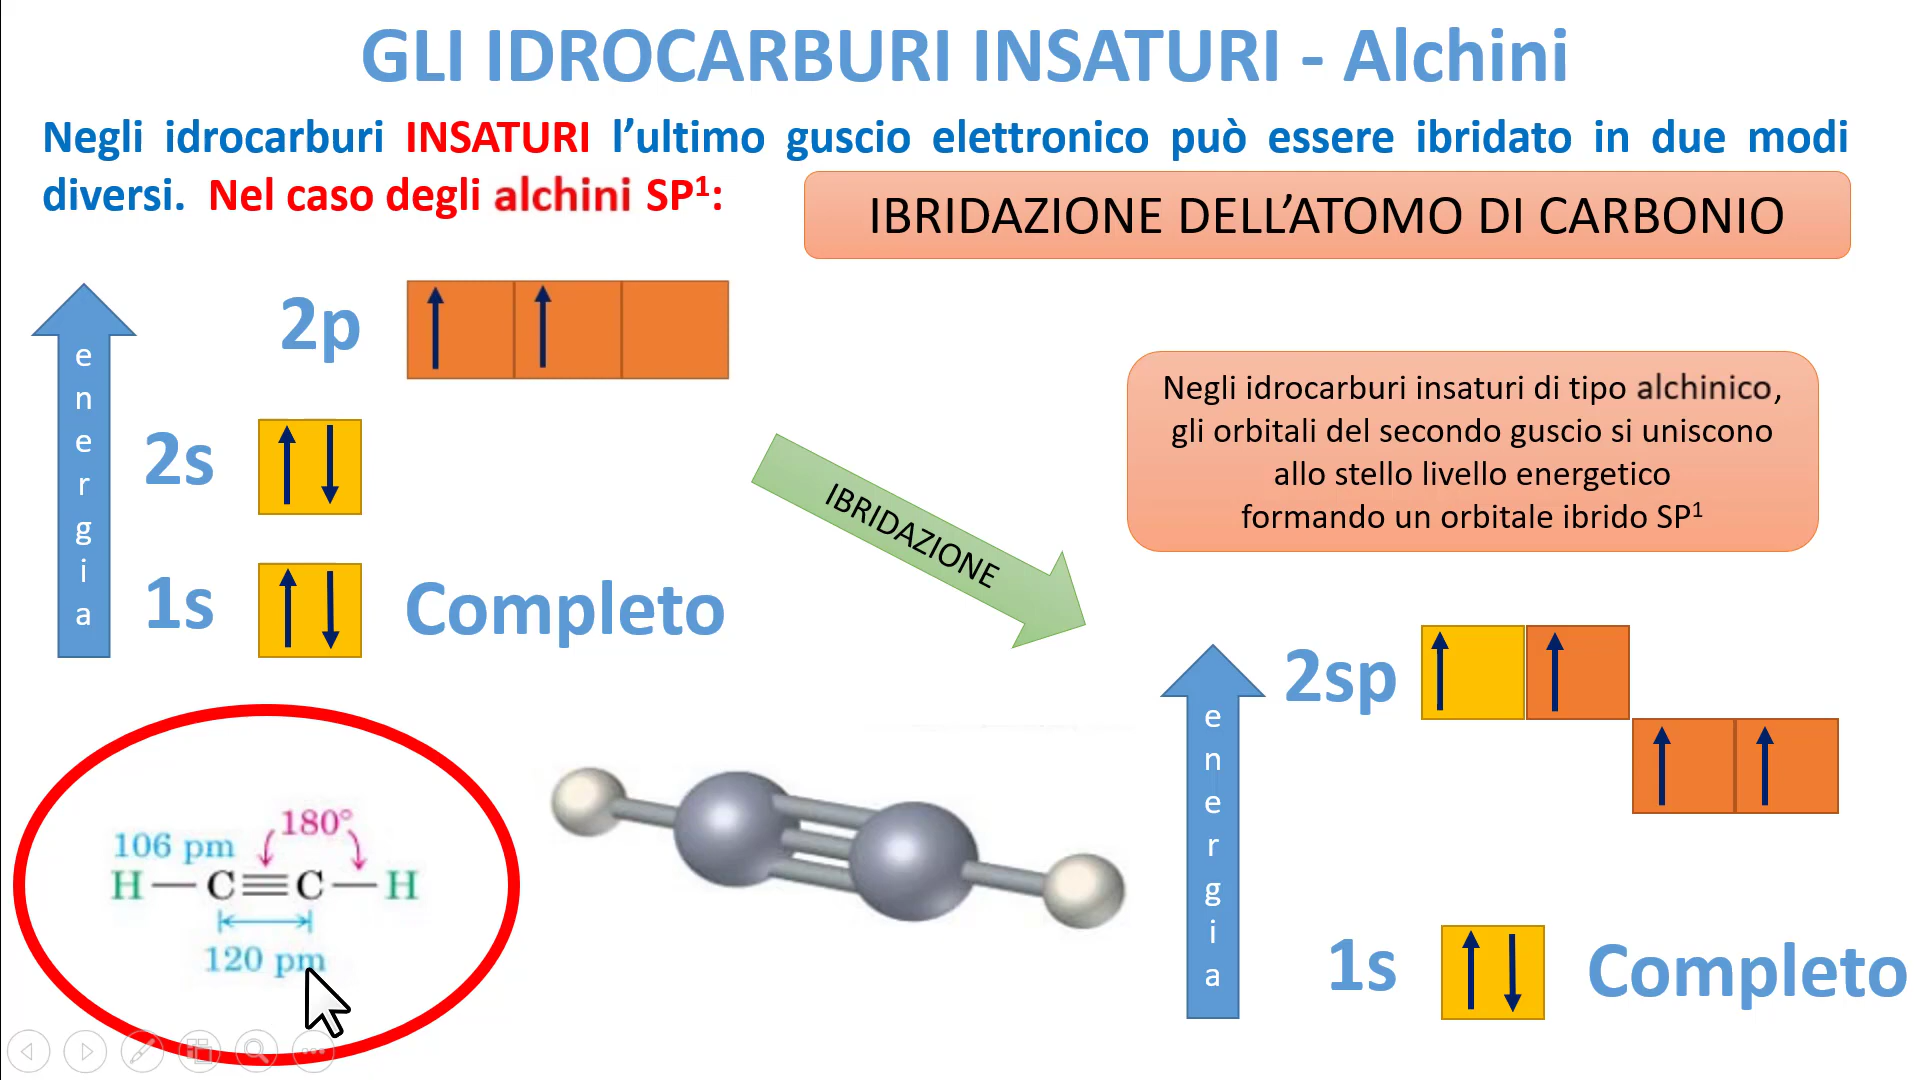 GLI IDROCARBURI INSATURI - Alchini
Negli idrocarburi INSATURI l'ultimo guscio elettronico può essere ibridato in due modi
diversi. Nel caso degli alchini SP¹:
IBRIDAZIONE DELL'ATOMO DI CARBONIO
energia
2p
2s
1s
Completo
IBRIDAZIONE
Negli idrocarburi insaturi di tipo alchinico,
gli orbitali del secondo guscio si uniscono
allo stello livello energetico
formando un orbitale ibrido SP¹
energia
2sp
1s
Completo
180°
106 pm
H—C≡C—H
120 pm